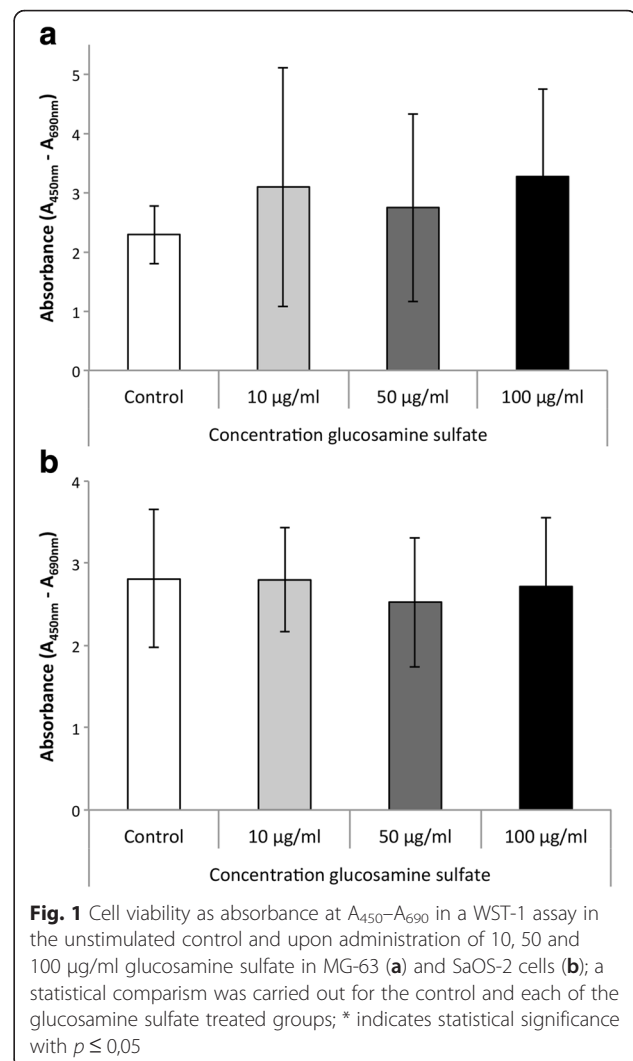 a
Absorbance (A450nm - A690nm)
5
4
3
2
1
0
Control 10 µg/ml 50 µg/ml 100 µg/ml
Concentration glucosamine sulfate
b
Absorbance (A450nm - A690nm)
4
3
2
1
0
Control 10 µg/ml 50 µg/ml 100 µg/ml
Concentration glucosamine sulfate
Fig. 1 Cell viability as absorbance at A450–A690 in a WST-1 assay in
the unstimulated control and upon administration of 10, 50 and
100 µg/ml glucosamine sulfate in MG-63 (a) and SaOS-2 cells (b); a
statistical comparism was carried out for the control and each of the
glucosamine sulfate treated groups; * indicates statistical significance
with p ≤ 0,05